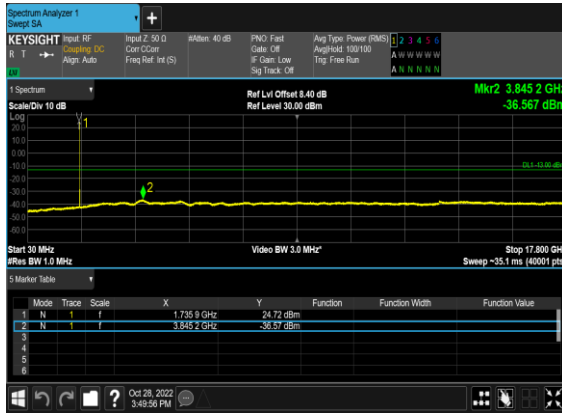 Spectrum Analyzer 1
Swept SA
KEYSIGHT Input: RF Input Z: 50 Ω #Atten: 40 dB PNO: Fast Avg Type: Power (RMS) 1 2 3 4 5 6
R T Coupling: DC Corr CCorr Gate: Off Avg|Hold: 100/100 A W W W W W
Align: Auto Freq Ref: Int (S) IF Gain: Low Trig: Free Run
Sig Track: Off A N N N N N
1 Spectrum Ref Lvl Offset 8.40 dB Mkr2 3.845 2 GHz
Scale/Div 10 dB Ref Level 30.00 dBm -36.567 dBm
Log
20.0
10.0
0.00
-10.0
-20.0
-30.0
-40.0
-50.0
-60.0
1
2
DL1 -13.00 dBm
Start 30 MHz Video BW 3.0 MHz* Stop 17.800 GHz
#Res BW 1.0 MHz Sweep ~35.1 ms (40001 pts)
5 Marker Table
Mode Trace Scale X Y Function Function Width Function Value
1 N 1 f 1.735 9 GHz 24.72 dBm
2 N 1 f 3.845 2 GHz -36.57 dBm
3
4
5
6
? Oct 28, 2022
3:49:56 PM